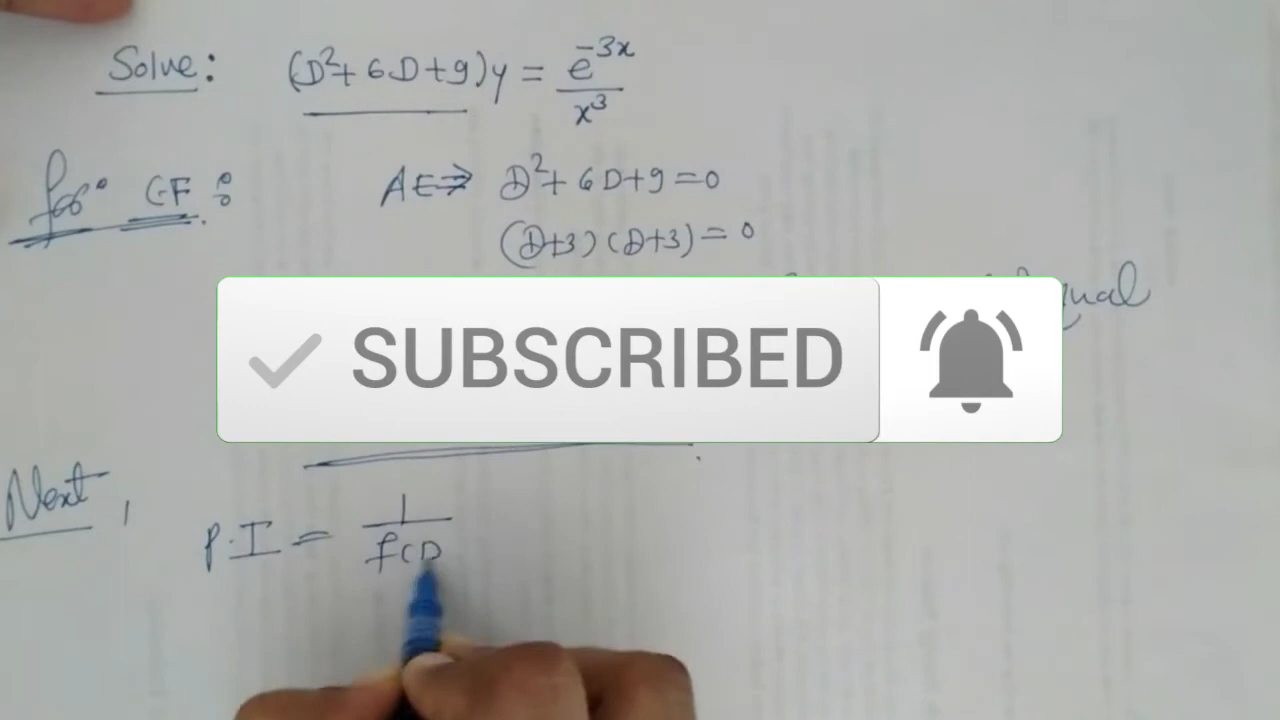 Solve: (D²+6D+9)y = e⁻³ˣ/x³
for CF : AE⇒ D²+6D+9=0
(D+3)(D+3)=0
SUBSCRIBED
Next,
P.I = 1/f(D